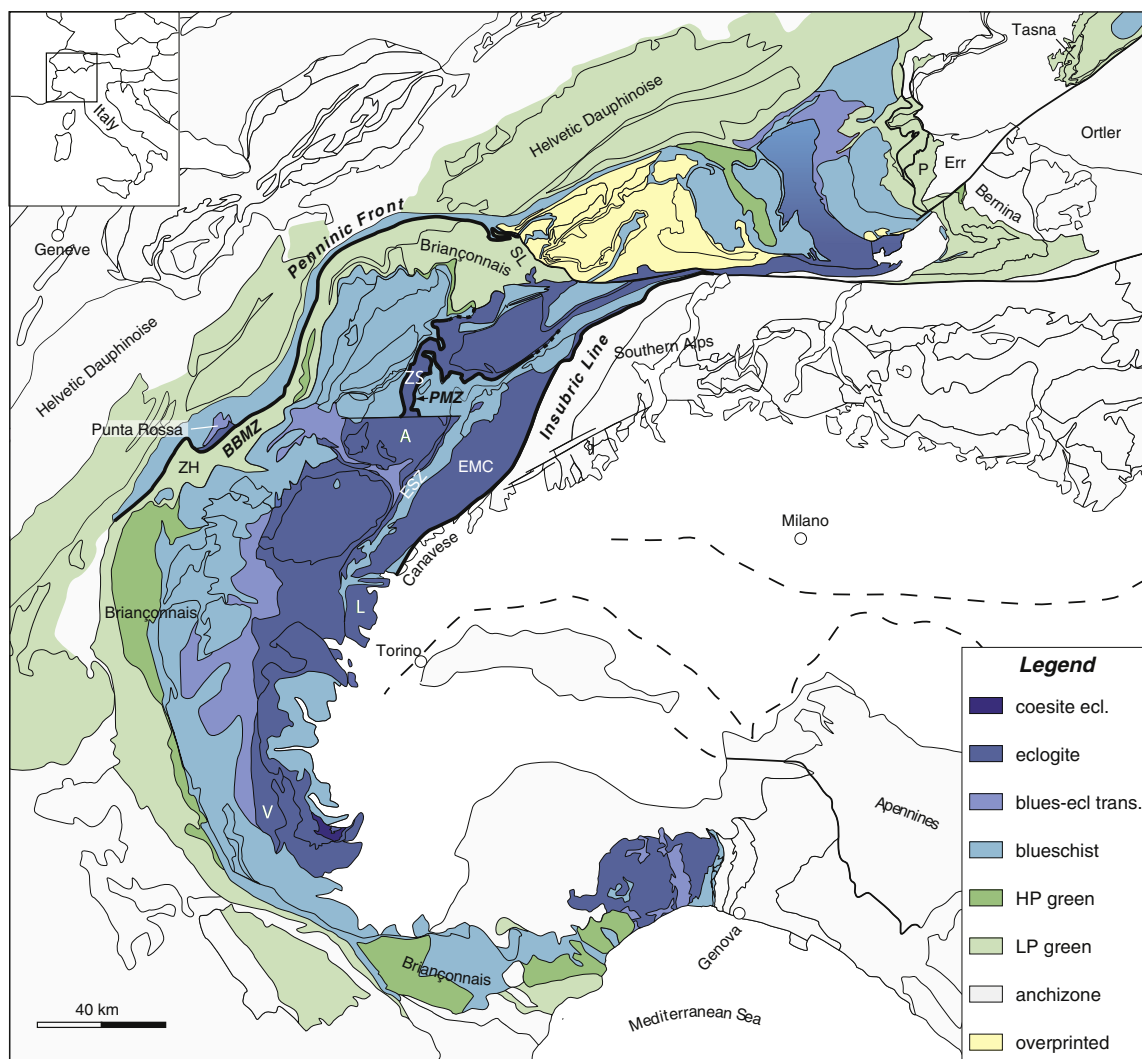 Italy
Tasna
Ortler
Err
P
Bernina
Helvetic Dauphinoise
Geneve
Penninic Front
Briançonnais
SL
Helvetic Dauphinoise
Southern Alps
Insubric Line
ZS
PMZ
Punta Rossa
BBMZ
ZH
A
ESZ
EMC
Milano
Canavese
Briançonnais
L
Torino
V
Apennines
Genova
Briançonnais
Mediterranean Sea
40 km
Legend
coesite ecl.
eclogite
blues-ecl trans.
blueschist
HP green
LP green
anchizone
overprinted